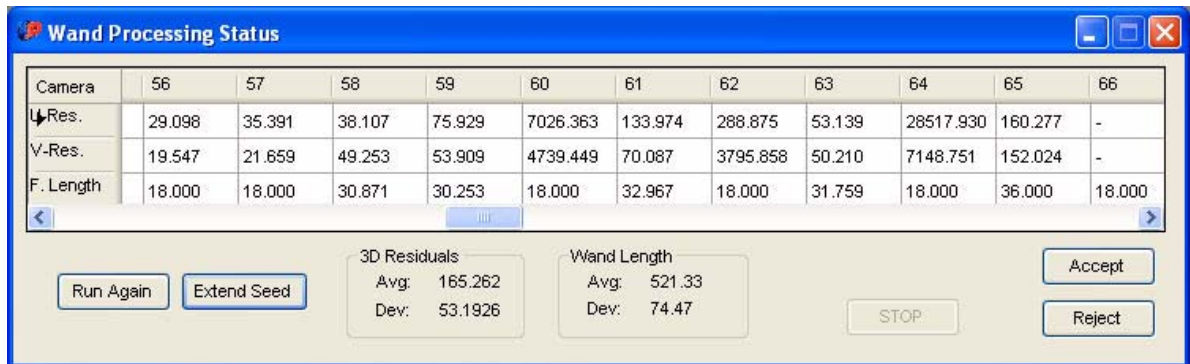 Wand Processing Status
Camera 56 57 58 59 60 61 62 63 64 65 66
U-Res. 29.098 35.391 38.107 75.929 7026.363 133.974 288.875 53.139 28517.930 160.277 -
V-Res. 19.547 21.659 49.253 53.909 4739.449 70.087 3795.858 50.210 7148.751 152.024 -
F. Length 18.000 18.000 30.871 30.253 18.000 32.967 18.000 31.759 18.000 36.000 18.000
Run Again
Extend Seed
3D Residuals
Avg: 165.262
Dev: 53.1926
Wand Length
Avg: 521.33
Dev: 74.47
STOP
Accept
Reject